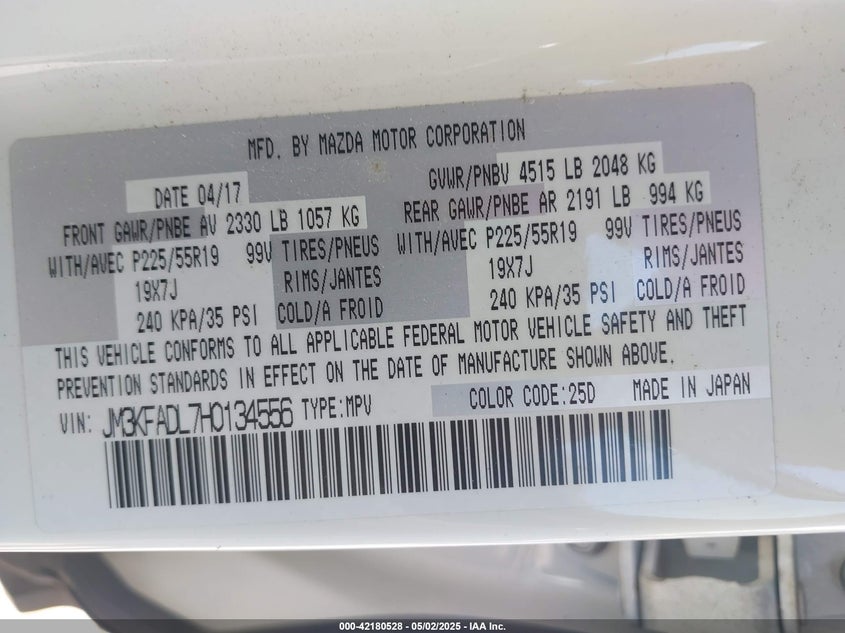 MFD. BY MAZDA MOTOR CORPORATION
DATE 04/17 GVWR/PNBV 4515 LB 2048 KG
FRONT GAWR/PNBE AV 2330 LB 1057 KG REAR GAWR/PNBE AR 2191 LB 994 KG
WITH/AVEC P225/55R19 99V TIRES/PNEUS WITH/AVEC P225/55R19 99V TIRES/PNEUS
19X7J RIMS/JANTES 19X7J RIMS/JANTES
240 KPA/35 PSI COLD/A FROID 240 KPA/35 PSI COLD/A FROID
THIS VEHICLE CONFORMS TO ALL APPLICABLE FEDERAL MOTOR VEHICLE SAFETY AND THEFT
PREVENTION STANDARDS IN EFFECT ON THE DATE OF MANUFACTURE SHOWN ABOVE.
VIN: JM3KFADL7H0134556 TYPE:MPV COLOR CODE:25D MADE IN JAPAN
000-42180528 - 05/02/2025 - IAA Inc.